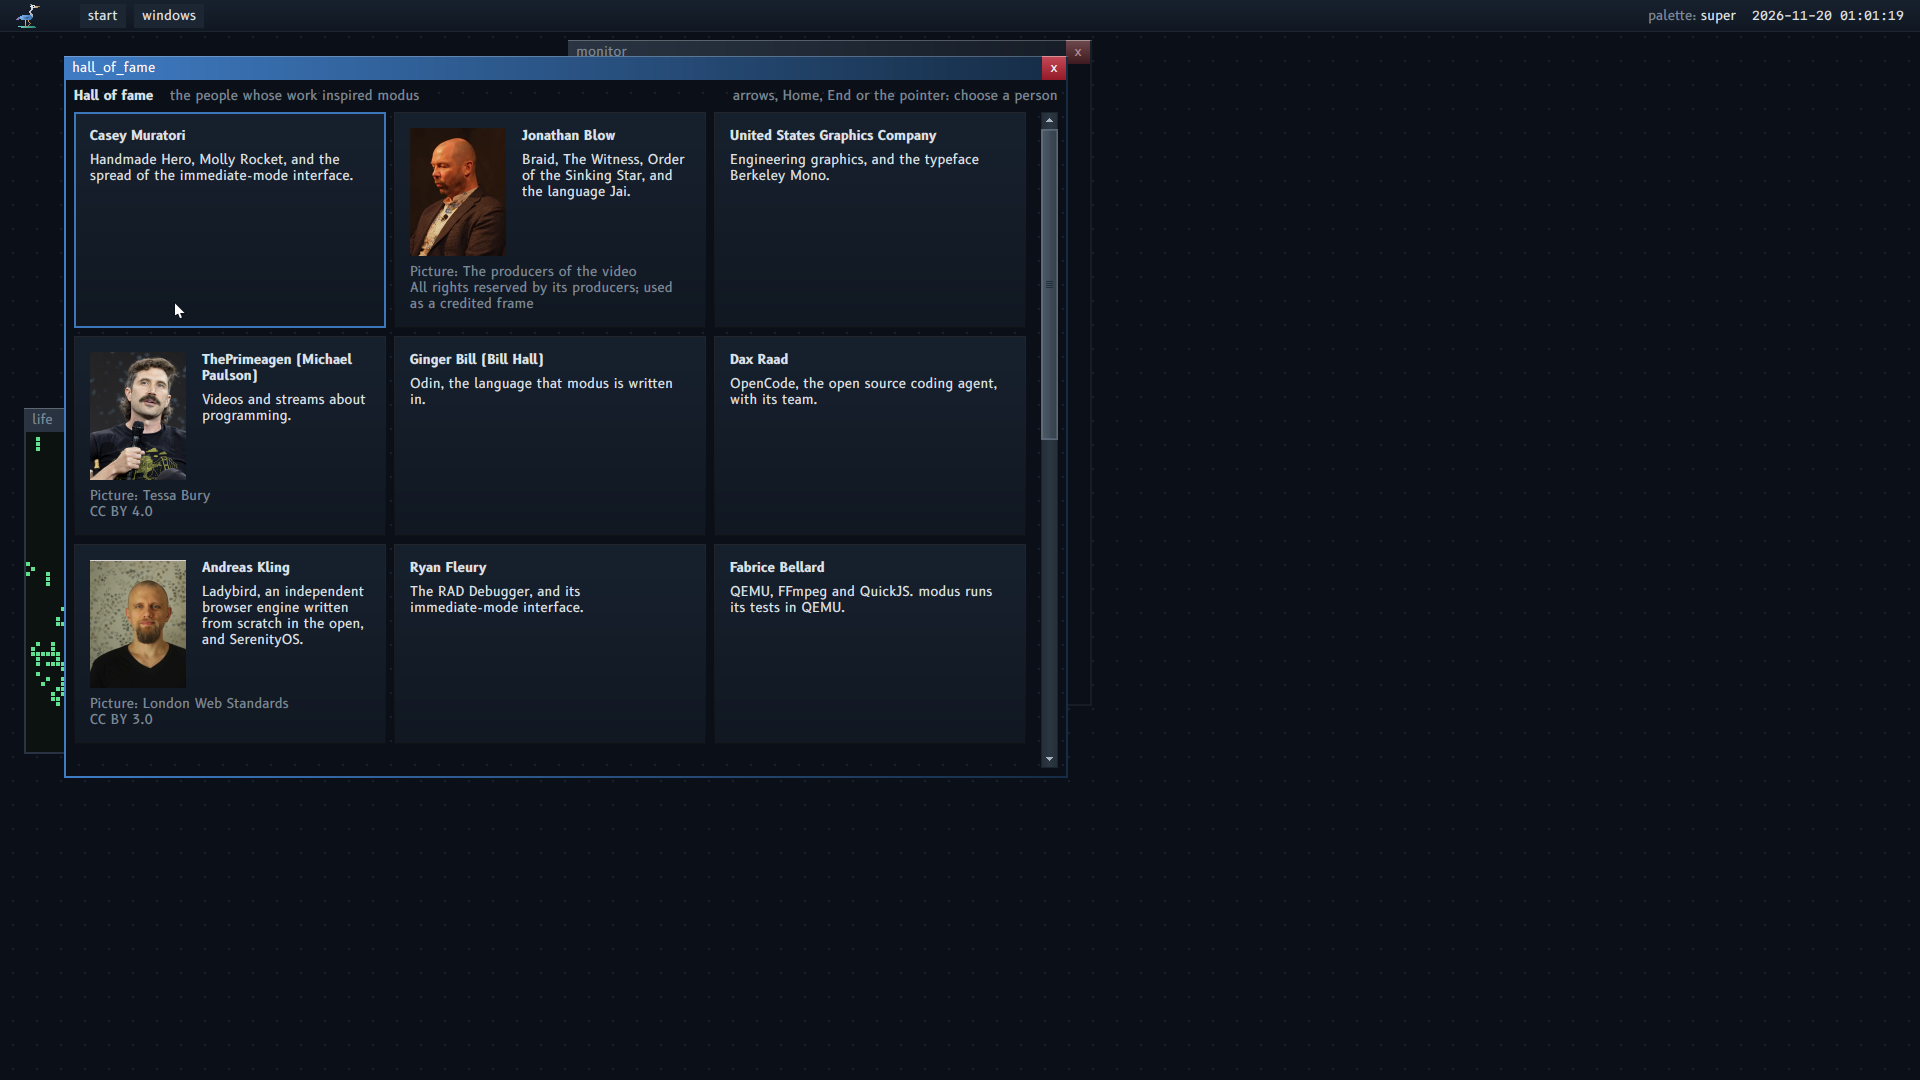 start
windows
palette: super
2026-11-20 01:01:19
monitor
x
hall_of_fame
x
Hall of fame
the people whose work inspired modus
arrows, Home, End or the pointer: choose a person
Casey Muratori
Handmade Hero, Molly Rocket, and the
spread of the immediate-mode interface.
Jonathan Blow
Braid, The Witness, Order
of the Sinking Star, and
the language Jai.
Picture: The producers of the video
All rights reserved by its producers; used
as a credited frame
United States Graphics Company
Engineering graphics, and the typeface
Berkeley Mono.
ThePrimeagen (Michael
Paulson)
Videos and streams about
programming.
Picture: Tessa Bury
CC BY 4.0
Ginger Bill (Bill Hall)
Odin, the language that modus is written
in.
Dax Raad
OpenCode, the open source coding agent,
with its team.
life
Andreas Kling
Ladybird, an independent
browser engine written
from scratch in the open,
and SerenityOS.
Picture: London Web Standards
CC BY 3.0
Ryan Fleury
The RAD Debugger, and its
immediate-mode interface.
Fabrice Bellard
QEMU, FFmpeg and QuickJS. modus runs
its tests in QEMU.